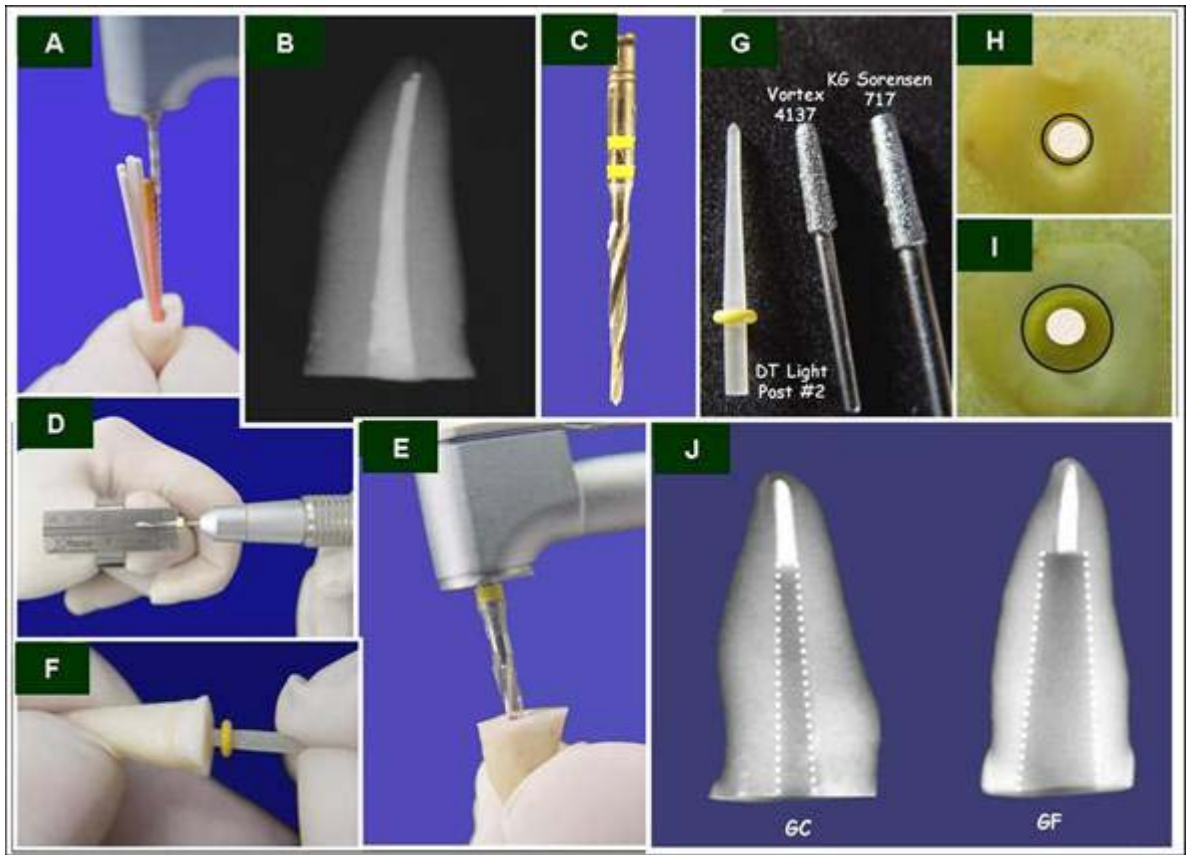 A
B
C
G
Vortex
4137
KG Sorensen
717
DT Light
Post #2
H
I
D
E
F
J
GC
GF